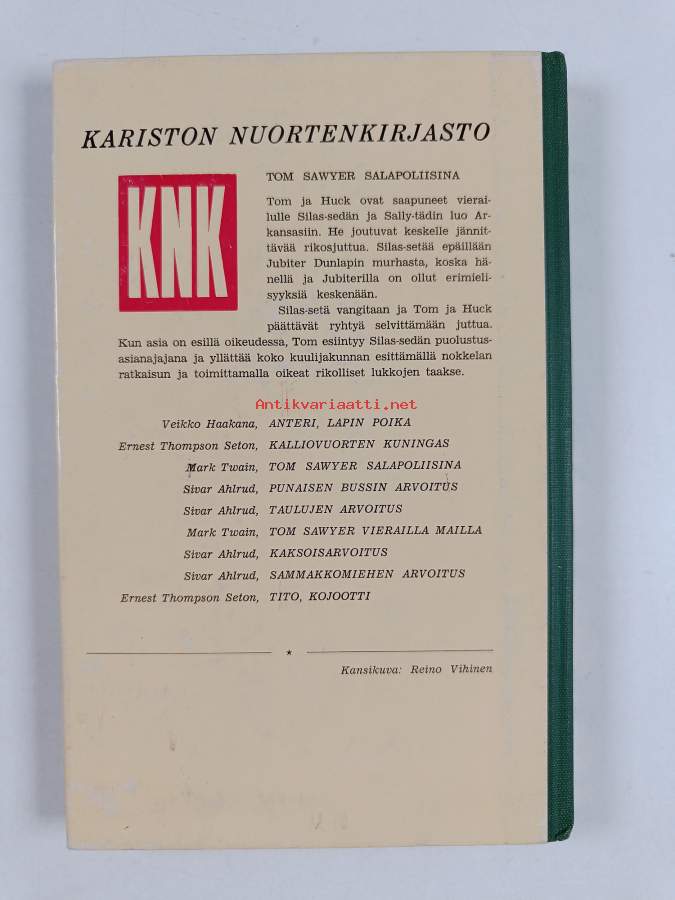 KARISTON NUORTENKIRJASTO
KNK
TOM SAWYER SALAPOLIISINA
Tom ja Huck ovat saapuneet vierai-
lulle Silas-sedän ja Sally-tädin luo Ar-
kansasiin. He joutuvat keskelle jännit-
tävää rikosjuttua. Silas-setää epäillään
Jubiter Dunlapin murhasta, koska hä-
nellä ja Jubiterilla on ollut erimieli-
syyksiä keskenään.
Silas-setä vangitaan ja Tom ja Huck
päättävät ryhtyä selvittämään juttua.
Kun asia on esillä oikeudessa, Tom esiintyy Silas-sedän puolustus-
asianajajana ja yllättää koko kuulijakunnan esittämällä nokkelan
ratkaisun ja toimittamalla oikeat rikolliset lukkojen taakse.
Antikvariaatti.net
Veikko Haakana, ANTERI, LAPIN POIKA
Ernest Thompson Seton, KALLIOVUORTEN KUNINGAS
Mark Twain, TOM SAWYER SALAPOLIISINA
Sivar Ahlrud, PUNAISEN BUSSIN ARVOITUS
Sivar Ahlrud, TAULUJEN ARVOITUS
Mark Twain, TOM SAWYER VIERAILLA MAILLA
Sivar Ahlrud, KAKSOISARVOITUS
Sivar Ahlrud, SAMMAKKOMIEHEN ARVOITUS
Ernest Thompson Seton, TITO, KOJOOTTI
Kansikuva: Reino Vihinen